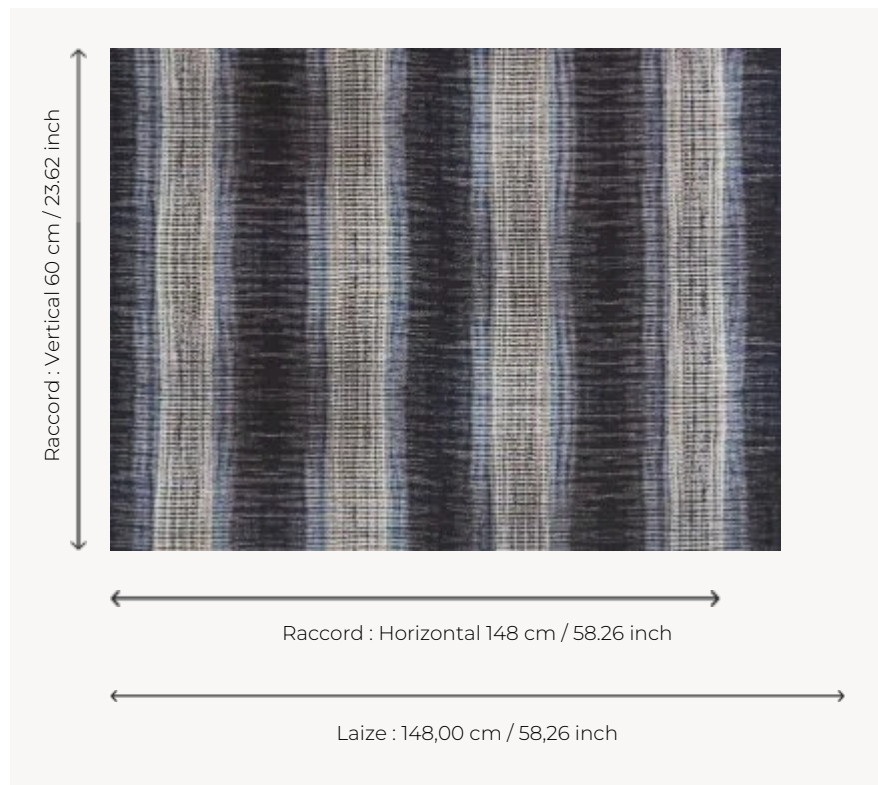 Raccord : Vertical 60 cm / 23.62 inch
Raccord : Horizontal 148 cm / 58.26 inch
Laize : 148,00 cm / 58,26 inch